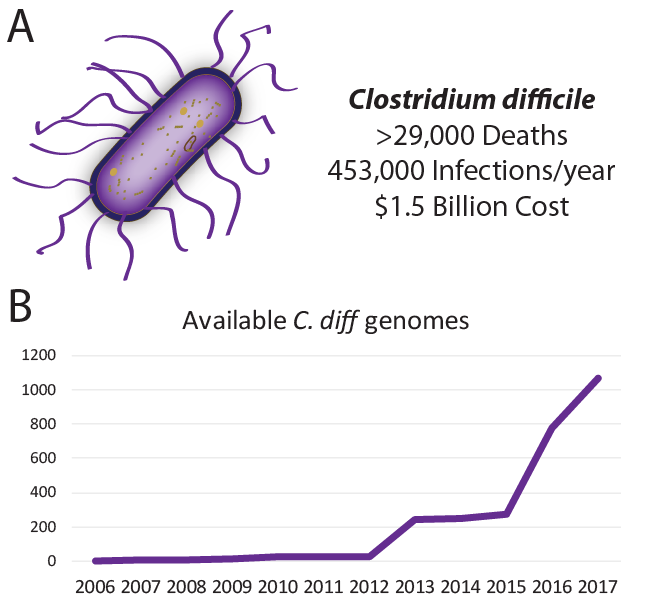 A
Clostridium difficile
>29,000 Deaths
453,000 Infections/year
$1.5 Billion Cost
B
Available C. diff genomes
1200
1000
800
600
400
200
0
2006 2007 2008 2009 2010 2011 2012 2013 2014 2015 2016 2017